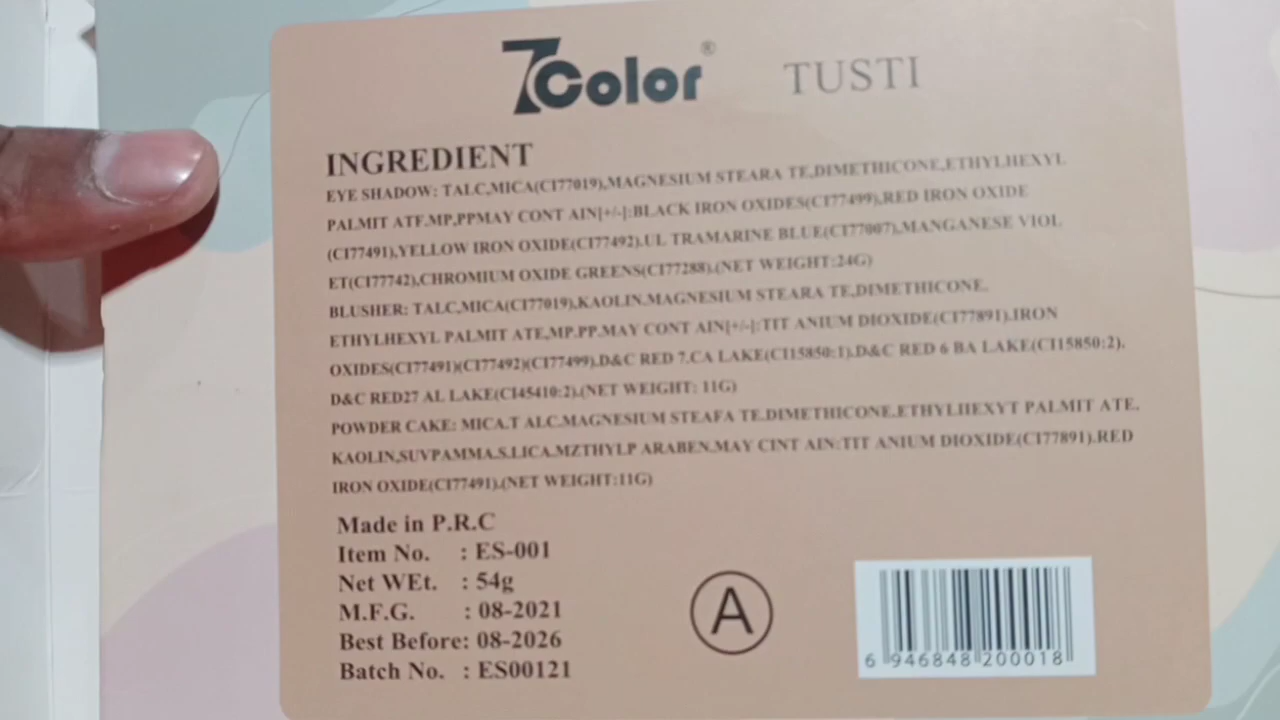 7Color® TUSTI
INGREDIENT
EYE SHADOW: TALC,MICA(CI77019),MAGNESIUM STEARA TE,DIMETHICONE,ETHYLHEXYL
PALMIT ATF.MP,PPMAY CONT AIN[+/-]:BLACK IRON OXIDES(CI77499),RED IRON OXIDE
(CI77491),YELLOW IRON OXIDE(CI77492).UL TRAMARINE BLUE(CI77007),MANGANESE VIOL
ET(CI77742),CHROMIUM OXIDE GREENS(CI77288).(NET WEIGHT:24G)
BLUSHER: TALC,MICA(CI77019),KAOLIN.MAGNESIUM STEARA TE,DIMETHICONE.
ETHYLHEXYL PALMIT ATE,MP.PP.MAY CONT AIN[+/-]:TIT ANIUM DIOXIDE(CI77891).IRON
OXIDES(CI77491)(CI77492)(CI77499).D&C RED 7.CA LAKE(CI15850:1).D&C RED 6 BA LAKE(CI15850:2).
D&C RED27 AL LAKE(CI45410:2).(NET WEIGHT: 11G)
POWDER CAKE: MICA.T ALC.MAGNESIUM STEAFA TE.DIMETHICONE.ETHYLIIEXYT PALMIT ATE.
KAOLIN,SUVPAMMA.S.LICA.MZTHYLP ARABEN.MAY CINT AIN:TIT ANIUM DIOXIDE(CI77891).RED
IRON OXIDE(CI77491).(NET WEIGHT:11G)
Made in P.R.C
Item No. : ES-001
Net WEt. : 54g
M.F.G. : 08-2021
Best Before: 08-2026
Batch No. : ES00121
A
6 946848 200018